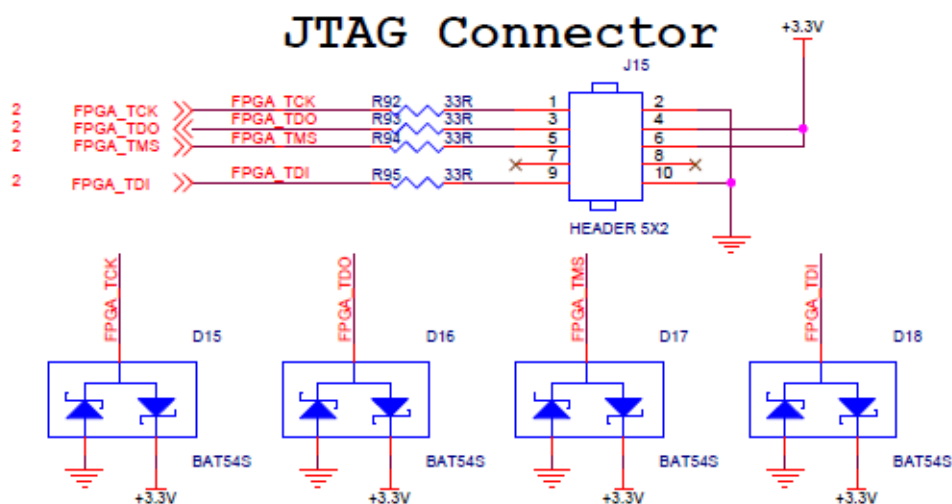 JTAG Connector
+3.3V
J15
2 FPGA_TCK FPGA_TCK R92 33R 1 2
2 FPGA_TDO FPGA_TDO R93 33R 3 4
2 FPGA_TMS FPGA_TMS R94 33R 5 6
7 8
2 FPGA_TDI FPGA_TDI R95 33R 9 10
HEADER 5X2
FPGA_TCK FPGA_TDO FPGA_TMS FPGA_TDI
D15 D16 D17 D18
BAT54S BAT54S BAT54S BAT54S
+3.3V +3.3V +3.3V +3.3V